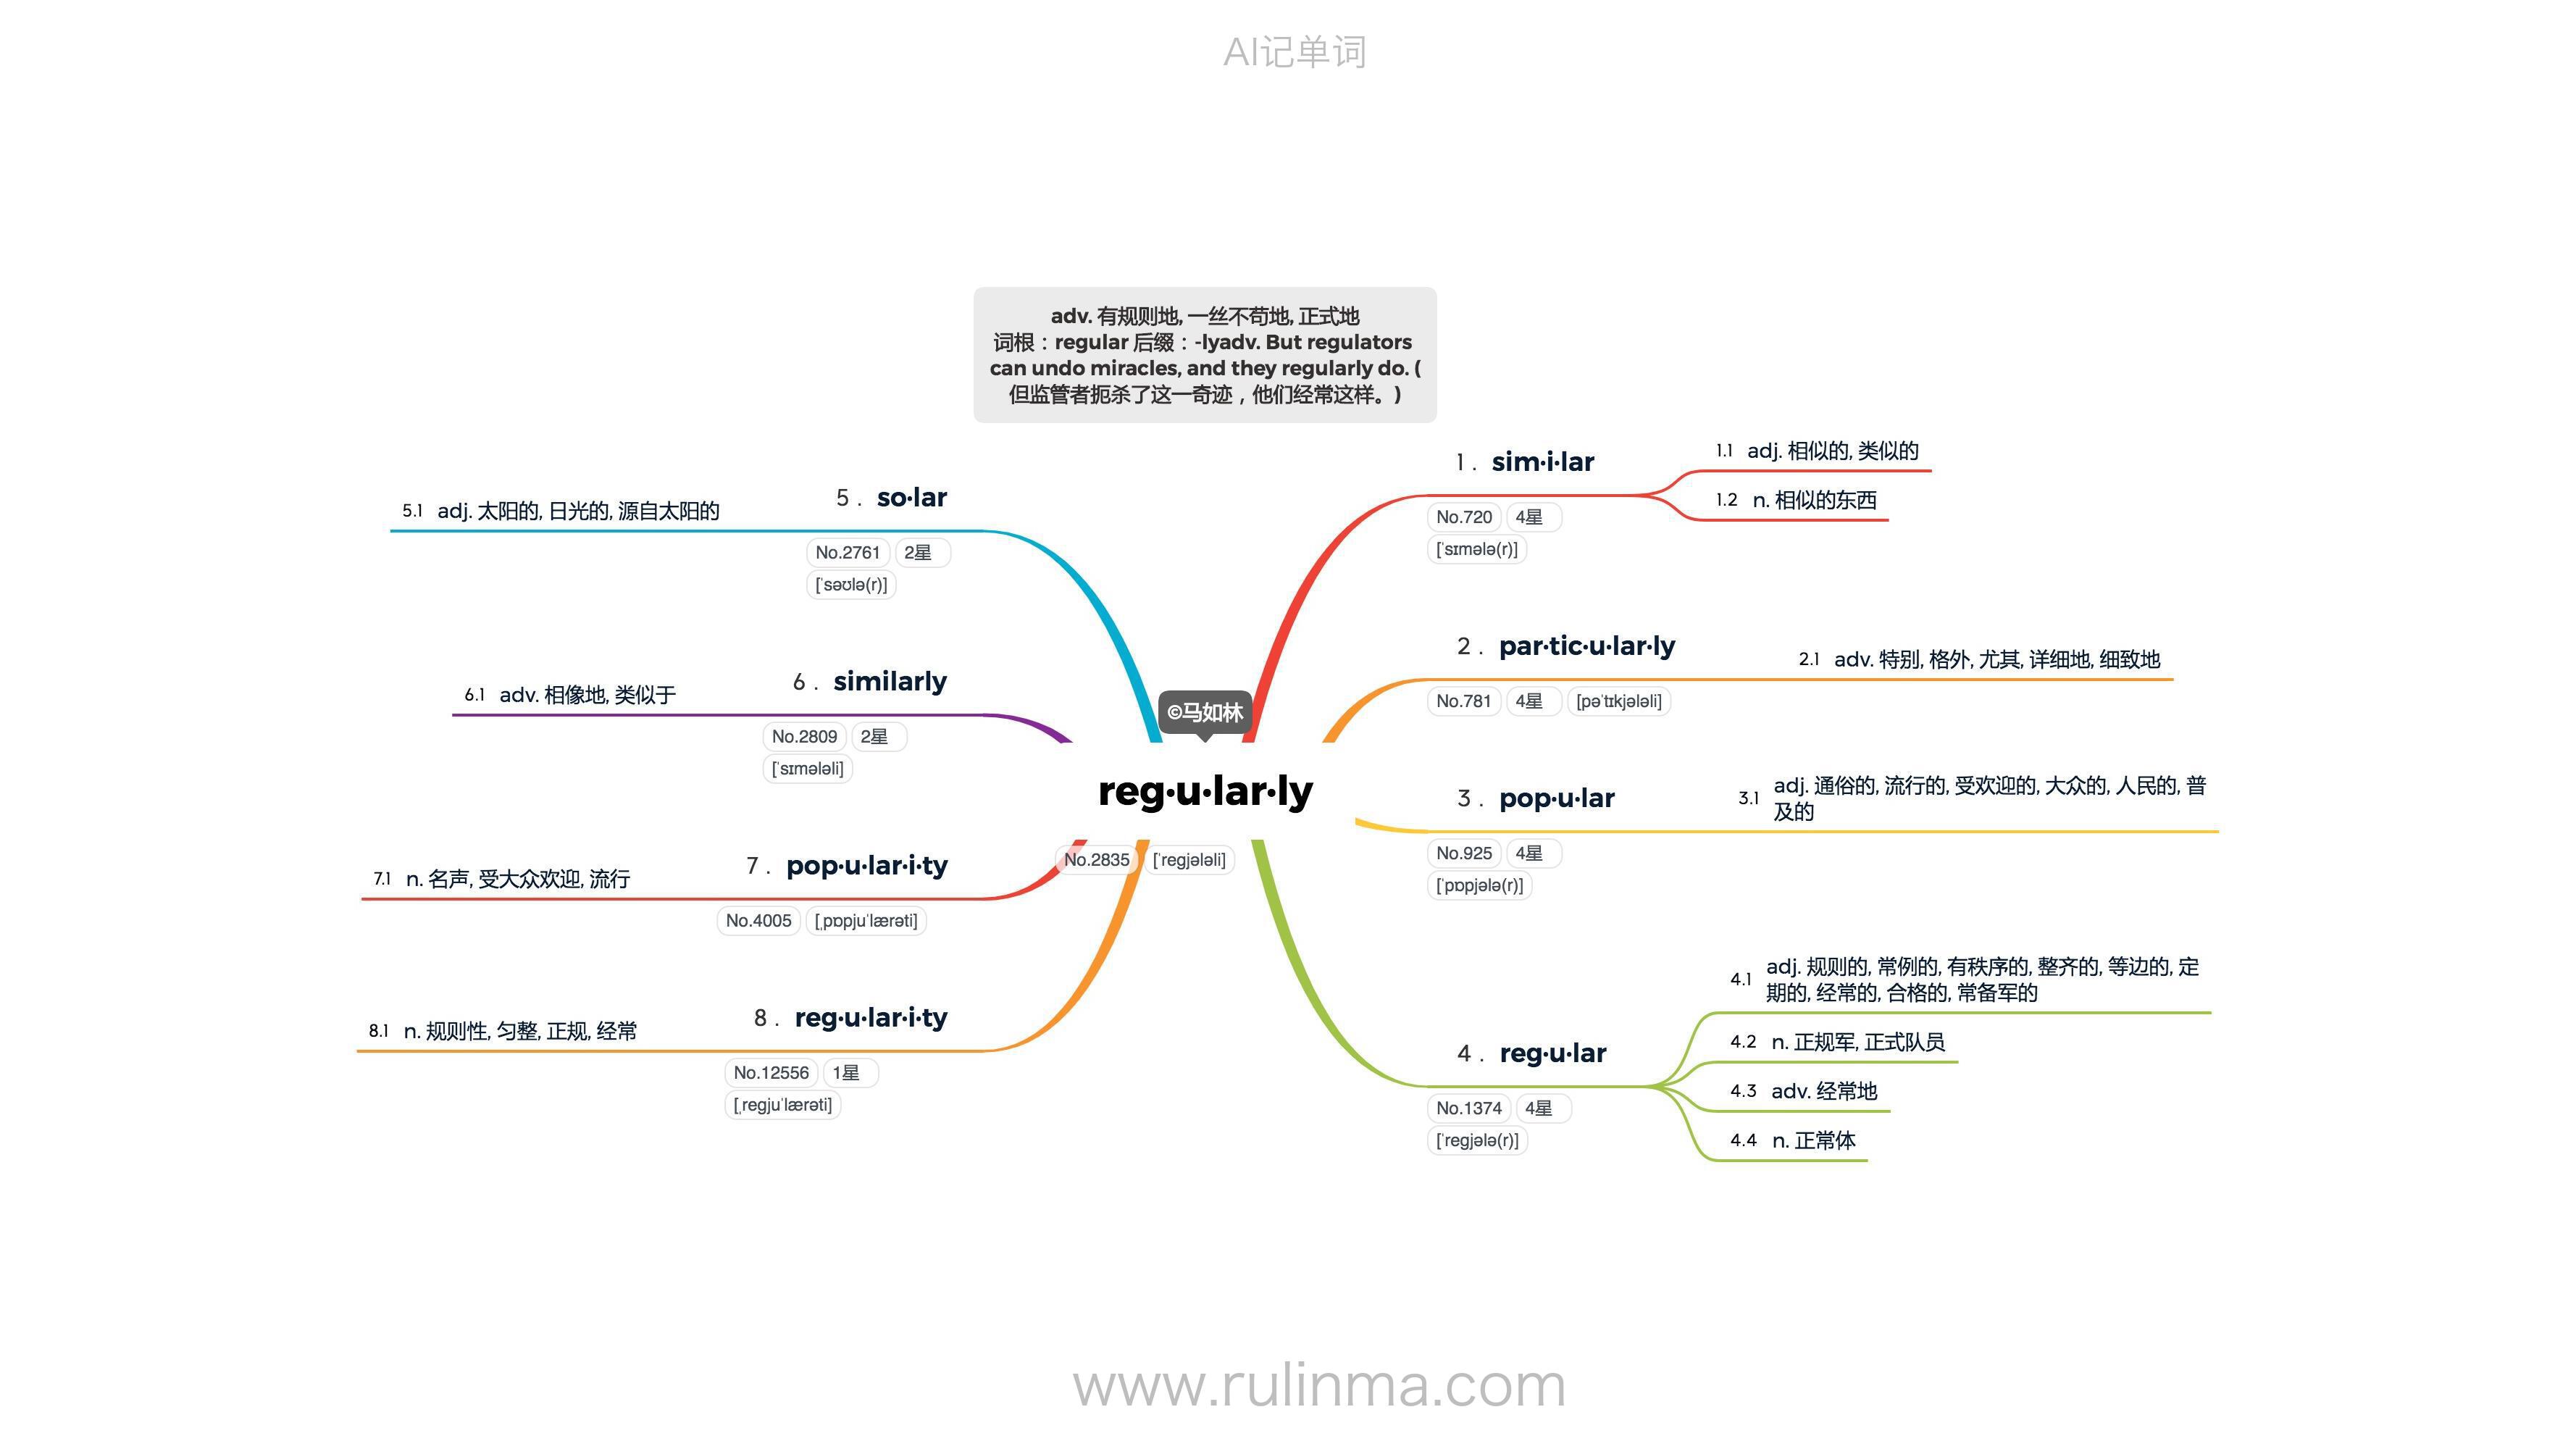 AI记单词
adv. 有规则地, 一丝不苟地, 正式地
词根：regular 后缀：-lyadv. But regulators
can undo miracles, and they regularly do. (
但监管者扼杀了这一奇迹，他们经常这样。)
©马如林
reg·u·lar·ly
No.2835 [ˈregjələli]
1. sim·i·lar
No.720 4星
[ˈsɪmələ(r)]
1.1 adj. 相似的, 类似的
1.2 n. 相似的东西
2. par·tic·u·lar·ly
No.781 4星 [pəˈtɪkjələli]
2.1 adv. 特别, 格外, 尤其, 详细地, 细致地
3. pop·u·lar
No.925 4星
[ˈpɒpjələ(r)]
3.1 adj. 通俗的, 流行的, 受欢迎的, 大众的, 人民的, 普
及的
4. reg·u·lar
No.1374 4星
[ˈregjələ(r)]
4.1 adj. 规则的, 常例的, 有秩序的, 整齐的, 等边的, 定
期的, 经常的, 合格的, 常备军的
4.2 n. 正规军, 正式队员
4.3 adv. 经常地
4.4 n. 正常体
5. so·lar
No.2761 2星
[ˈsəʊlə(r)]
5.1 adj. 太阳的, 日光的, 源自太阳的
6. similarly
No.2809 2星
[ˈsɪmələli]
6.1 adv. 相像地, 类似于
7. pop·u·lar·i·ty
No.4005 [ˌpɒpjuˈlærəti]
7.1 n. 名声, 受大众欢迎, 流行
8. reg·u·lar·i·ty
No.12556 1星
[ˌregjuˈlærəti]
8.1 n. 规则性, 匀整, 正规, 经常
www.rulinma.com